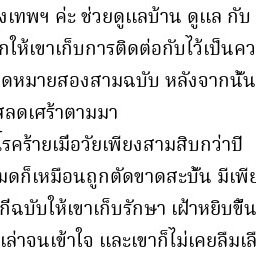 งเทพฯ ค่ะ ช่วยดูแลบ้าน ดูแล กับ
กให้เขาเก็บการติดต่อกับไว้เป็นคว
ดหมายสองสามฉบับ หลังจากนั้น
สลดเศร้าตามมา
โรคร้ายเมื่อวัยเพียงสามสิบกว่าปี
มดก็เหมือนถูกตัดขาดสะบั้น มีเพีย
กี่ฉบับให้เขาเก็บรักษา เฝ้าหยิบขึ้น
เล่าจนเข้าใจ และเขาก็ไม่เคยลืมเลื